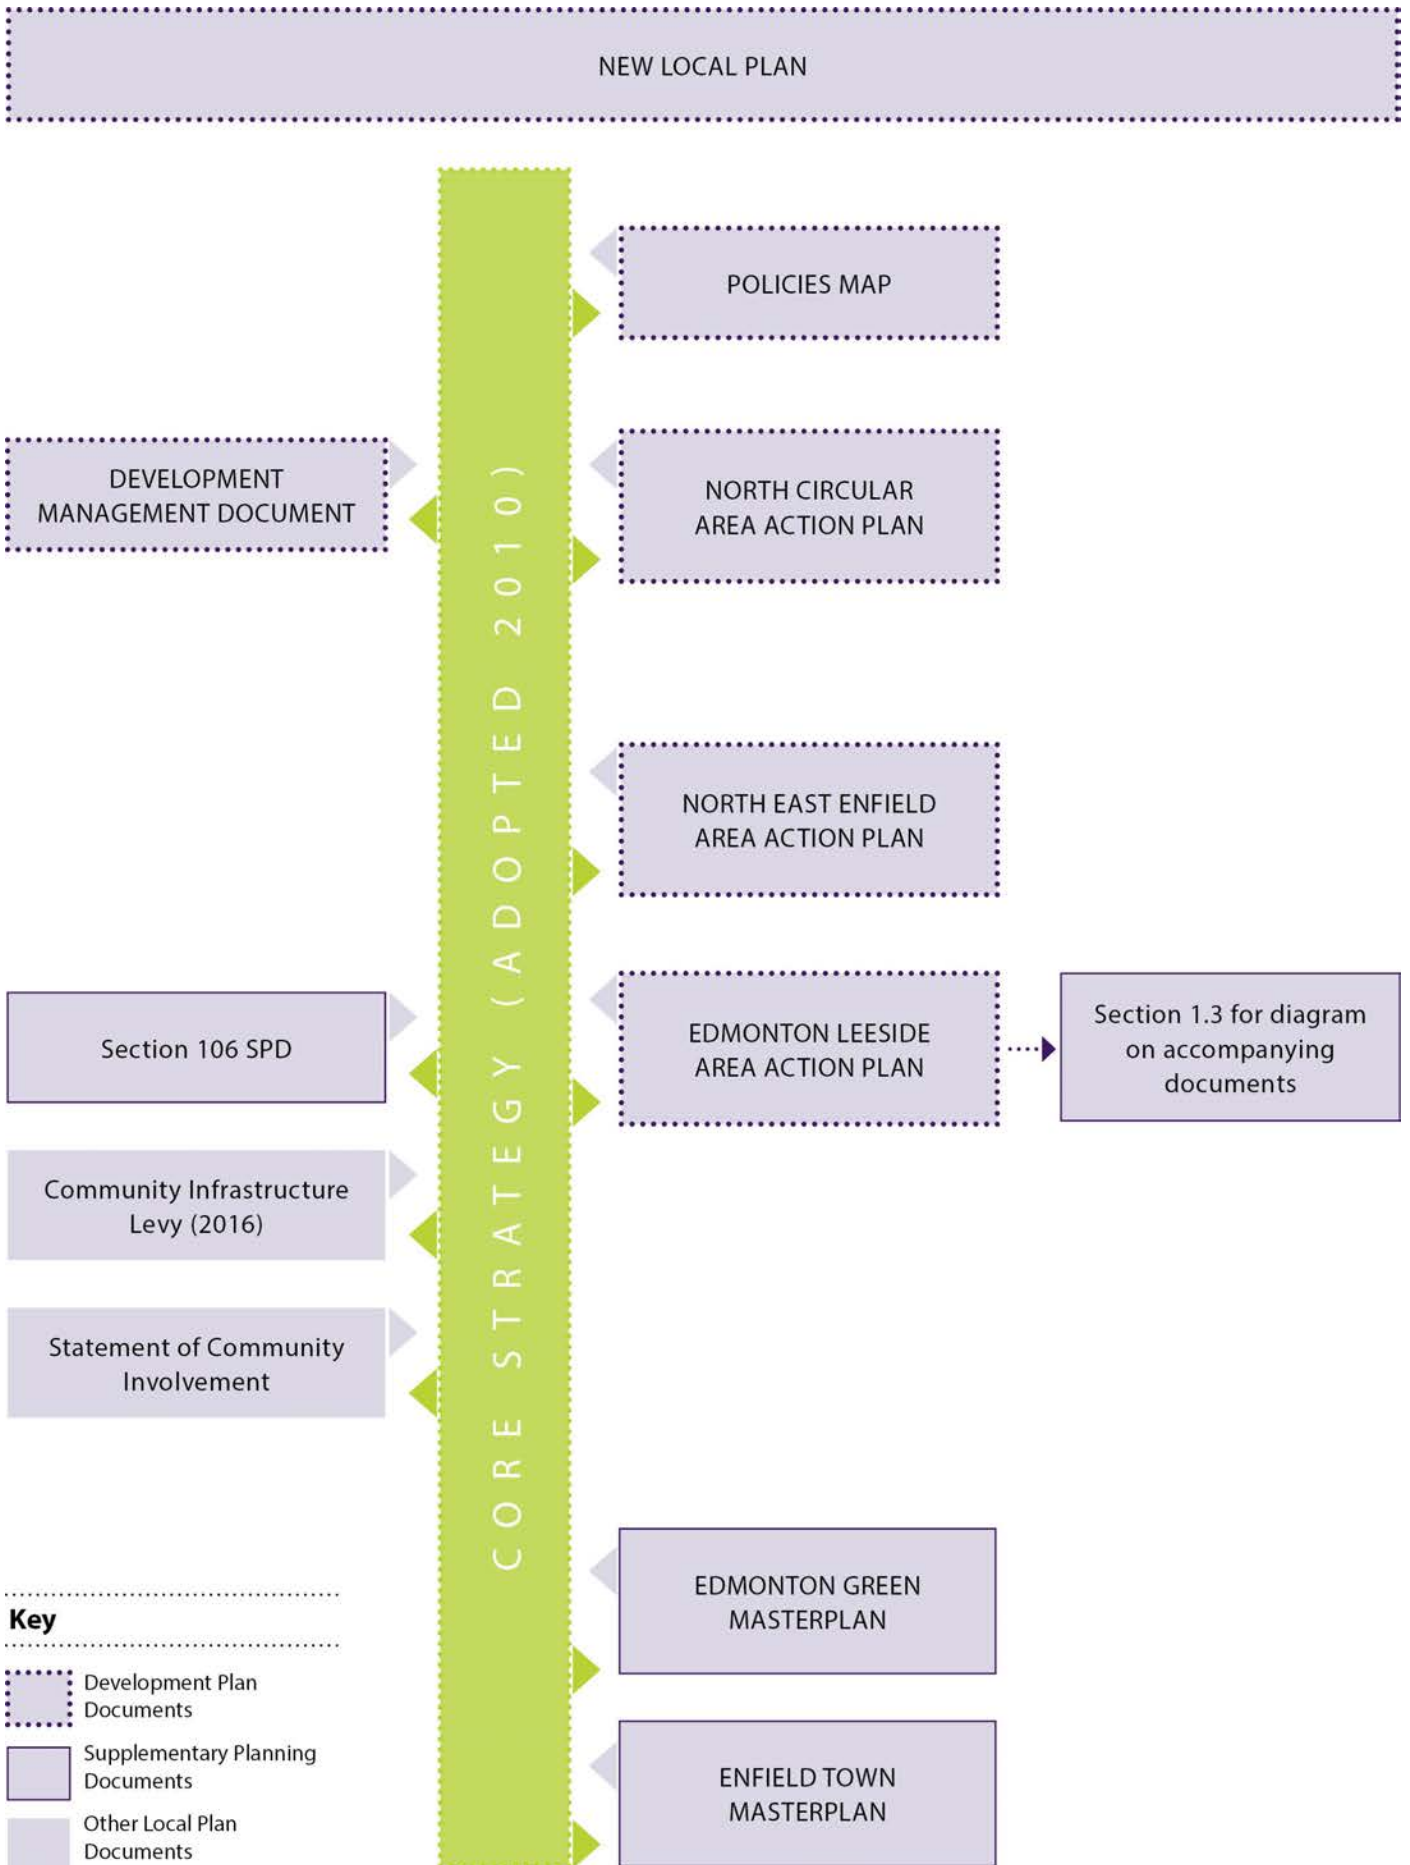 NEW LOCAL PLAN
POLICIES MAP
DEVELOPMENT
MANAGEMENT DOCUMENT
NORTH CIRCULAR
AREA ACTION PLAN
CORE STRATEGY (ADOPTED 2010)
NORTH EAST ENFIELD
AREA ACTION PLAN
Section 106 SPD
EDMONTON LEESIDE
AREA ACTION PLAN
Section 1.3 for diagram
on accompanying
documents
Community Infrastructure
Levy (2016)
Statement of Community
Involvement
EDMONTON GREEN
MASTERPLAN
ENFIELD TOWN
MASTERPLAN
Key
Development Plan
Documents
Supplementary Planning
Documents
Other Local Plan
Documents